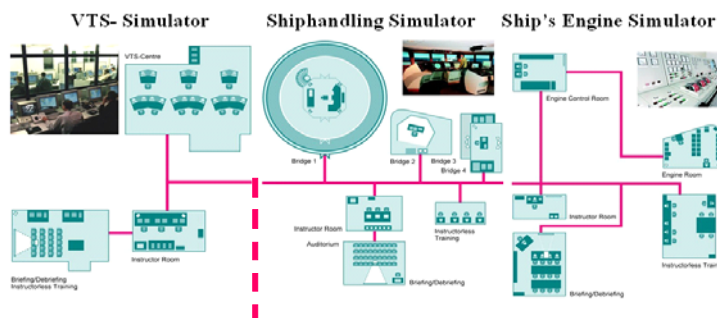 VTS- Simulator
Shiphandling Simulator
Ship's Engine Simulator
VTS-Centre
Engine Control Room
Bridge 1
Bridge 2
Bridge 3
Bridge 4
Engine Room
Instructor Room
Instructorless
Training
Instructor Room
Auditorium
Instructor Room
Briefing/Debriefing
Instructorless Training
Briefing/Debriefing
Briefing/Debriefing
Instructorless Train